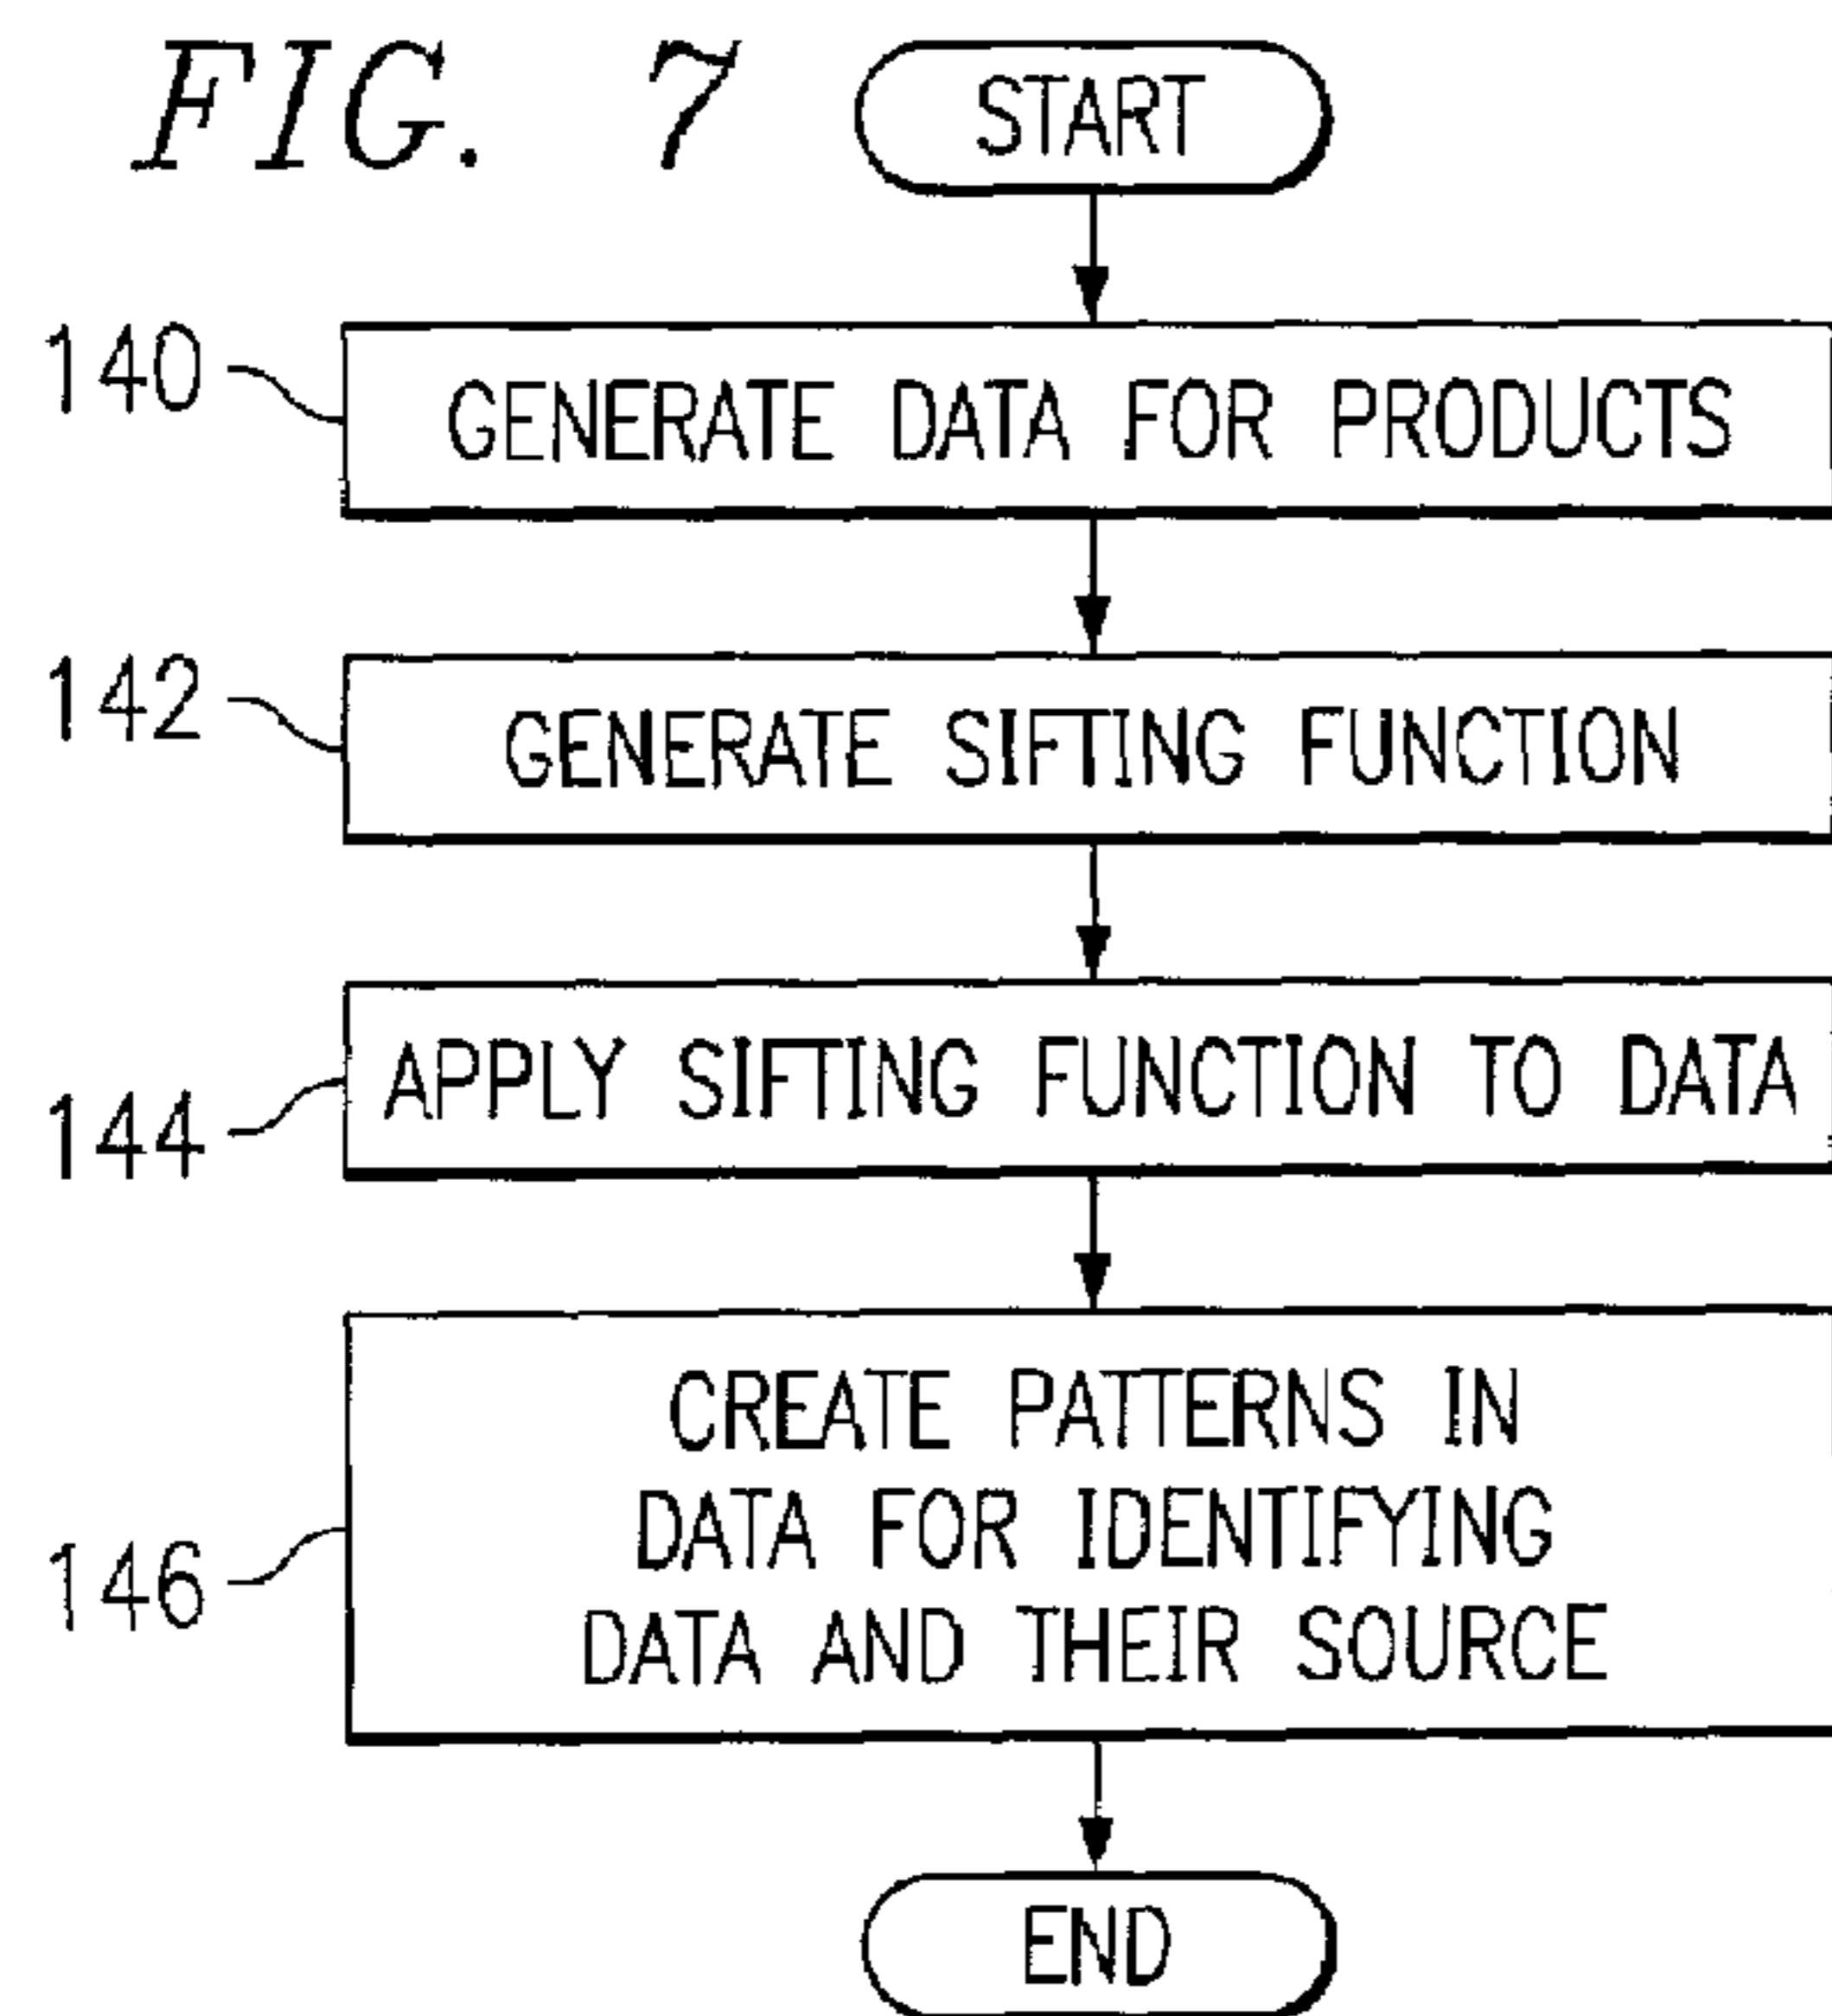 FIG. 7
START
140
GENERATE DATA FOR PRODUCTS
142
GENERATE SIFTING FUNCTION
144
APPLY SIFTING FUNCTION TO DATA
146
CREATE PATTERNS IN
DATA FOR IDENTIFYING
DATA AND THEIR SOURCE
END